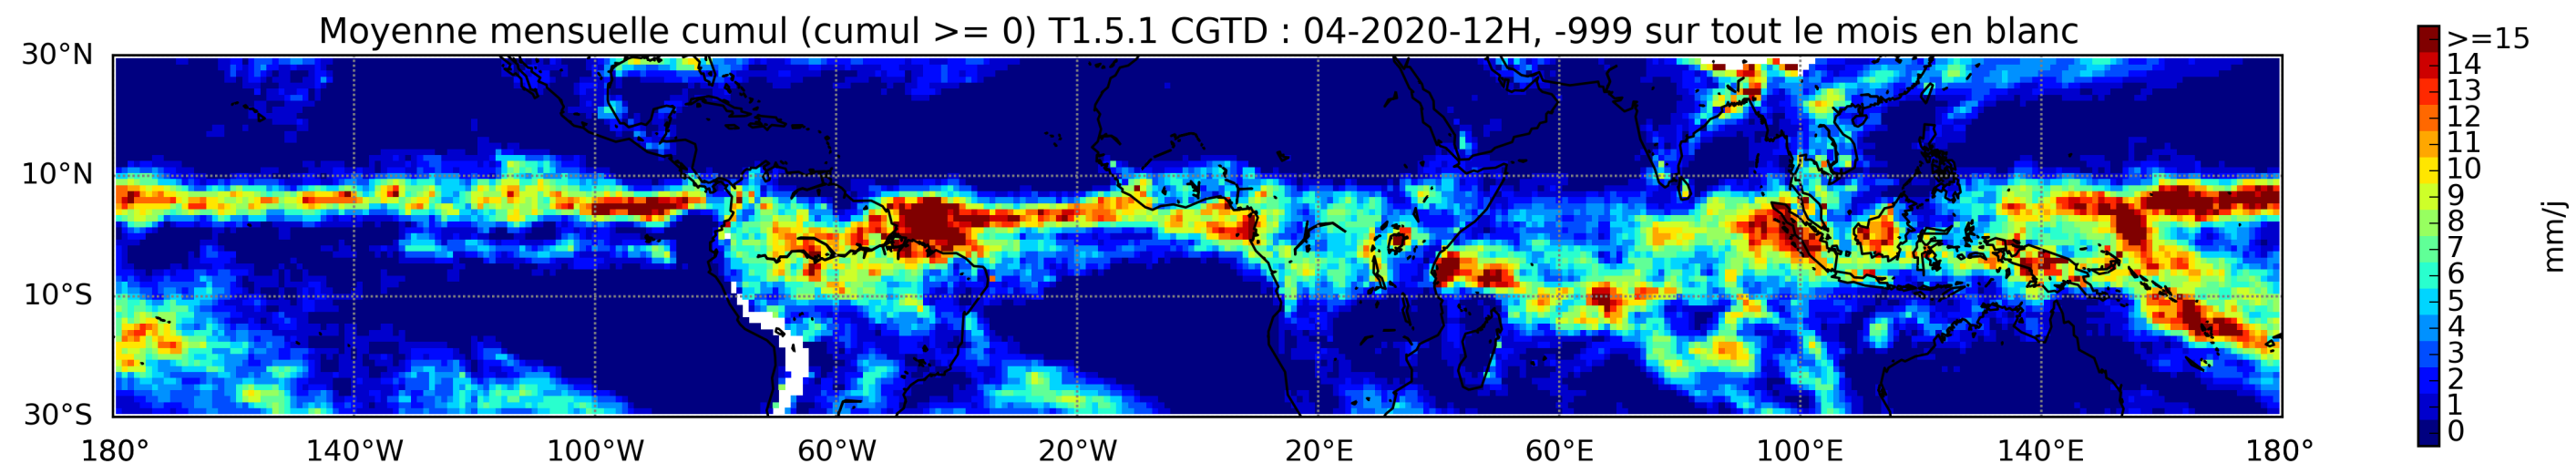 Moyenne mensuelle cumul (cumul >= 0) T1.5.1 CGTD : 04-2020-12H, -999 sur tout le mois en blanc
30°N
10°N
10°S
30°S
180°
140°W
100°W
60°W
20°W
20°E
60°E
100°E
140°E
180°
>=15
14
13
12
11
10
9
8
7
6
5
4
3
2
1
0
mm/j